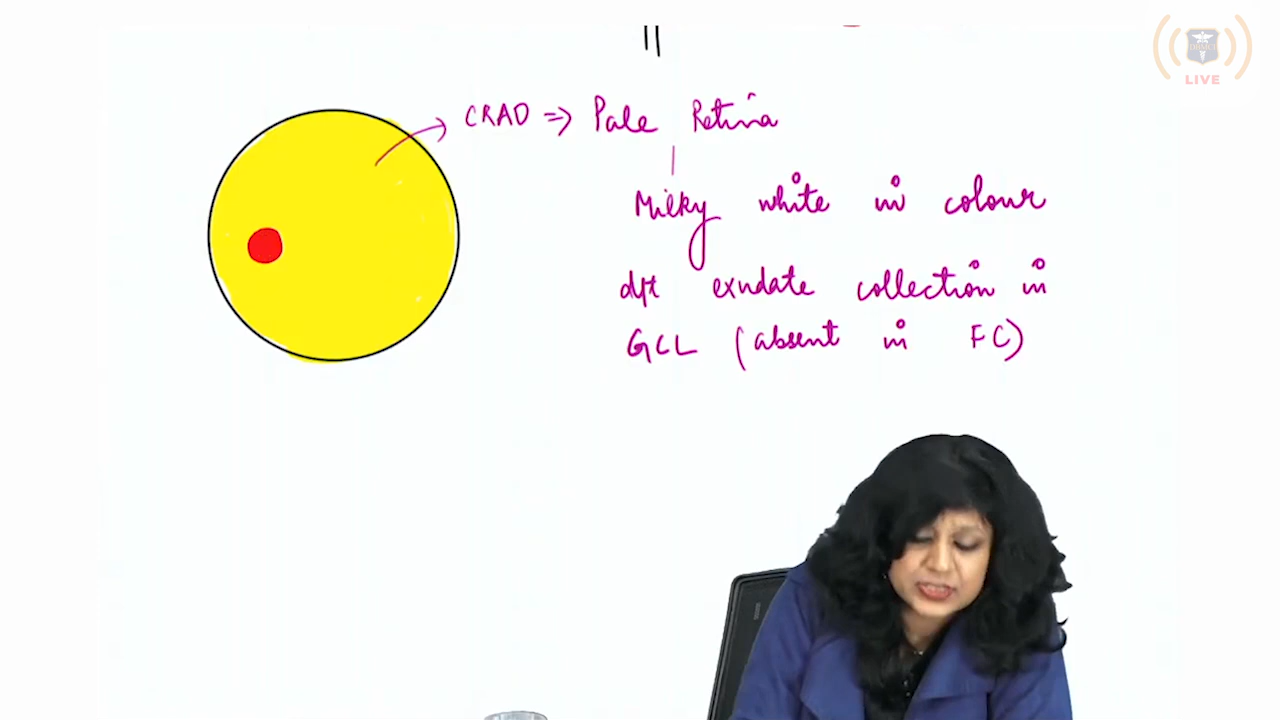 CRAO => Pale Retina
Milky white in colour
d/t exudate collection in
GCL (absent in FC)
LIVE